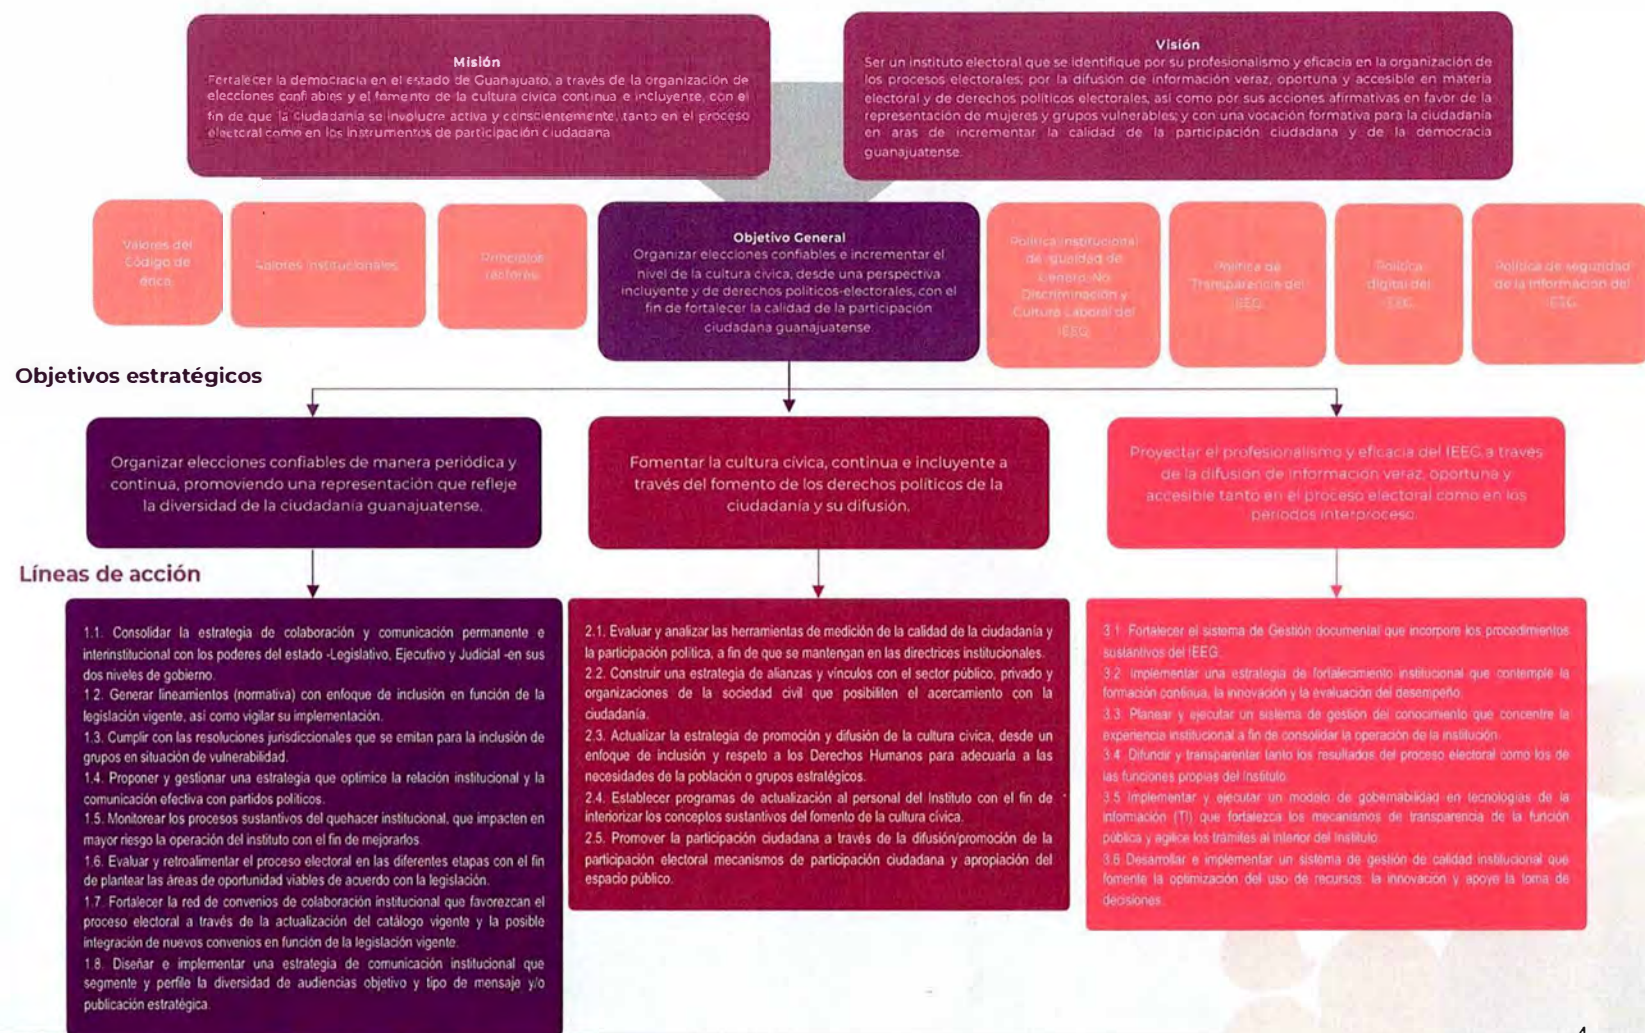 Misión
Fortalecer la democracia en el estado de Guanajuato, a través de la organización de
elecciones confiables y el fomento de la cultura cívica continua e incluyente, con el
fin de que la ciudadanía se involucre activa y conscientemente, tanto en el proceso
electoral como en los instrumentos de participación ciudadana
Visión
Ser un instituto electoral que se identifique por su profesionalismo y eficacia en la organización de
los procesos electorales; por la difusión de información veraz, oportuna y accesible en materia
electoral y de derechos políticos electorales, así como por sus acciones afirmativas en favor de la
representación de mujeres y grupos vulnerables; y con una vocación formativa para la ciudadanía
en aras de incrementar la calidad de la participación ciudadana y de la democracia
guanajuatense.
Valores del
Código de
ética.
Valores institucionales
Principios
rectores.
Objetivo General
Organizar elecciones confiables e incrementar el
nivel de la cultura cívica, desde una perspectiva
incluyente y de derechos políticos-electorales, con el
fin de fortalecer la calidad de la participación
ciudadana guanajuatense
Política Institucional
de Igualdad de
Género, No
Discriminación y
Cultura Laboral del
IEEG
Política de
Transparencia del
IEEG
Política
digital del
IEEG
Política de seguridad
de la Información del
IEEG
Objetivos estratégicos
Organizar elecciones confiables de manera periódica y
continua, promoviendo una representación que refleje
la diversidad de la ciudadanía guanajuatense.
Fomentar la cultura cívica, continua e incluyente a
través del fomento de los derechos políticos de la
ciudadanía y su difusión.
Proyectar el profesionalismo y eficacia del IEEG a través
de la difusión de información veraz, oportuna y
accesible tanto en el proceso electoral como en los
periodos interproceso.
Líneas de acción
1.1. Consolidar la estrategia de colaboración y comunicación permanente e
interinstitucional con los poderes del estado -Legislativo, Ejecutivo y Judicial -en sus
dos niveles de gobierno.
1.2. Generar lineamientos (normativa) con enfoque de inclusión en función de la
legislación vigente, así como vigilar su implementación.
1.3. Cumplir con las resoluciones jurisdiccionales que se emitan para la inclusión de
grupos en situación de vulnerabilidad.
1.4. Proponer y gestionar una estrategia que optimice la relación institucional y la
comunicación efectiva con partidos políticos.
1.5. Monitorear los procesos sustantivos del quehacer institucional, que impacten en
mayor riesgo la operación del instituto con el fin de mejorarlos.
1.6. Evaluar y retroalimentar el proceso electoral en las diferentes etapas con el fin
de plantear las áreas de oportunidad viables de acuerdo con la legislación.
1.7. Fortalecer la red de convenios de colaboración institucional que favorezcan el
proceso electoral a través de la actualización del catálogo vigente y la posible
integración de nuevos convenios en función de la legislación vigente.
1.8. Diseñar e implementar una estrategia de comunicación institucional que
segmente y perfile la diversidad de audiencias objetivo y tipo de mensaje y/o
publicación estratégica.
2.1. Evaluar y analizar las herramientas de medición de la calidad de la ciudadanía y
la participación política, a fin de que se mantengan en las directrices institucionales.
2.2. Construir una estrategia de alianzas y vínculos con el sector público, privado y
organizaciones de la sociedad civil que posibiliten el acercamiento con la
ciudadanía.
2.3. Actualizar la estrategia de promoción y difusión de la cultura cívica, desde un
enfoque de inclusión y respeto a los Derechos Humanos para adecuarla a las
necesidades de la población o grupos estratégicos.
2.4. Establecer programas de actualización al personal del Instituto con el fin de
interiorizar los conceptos sustantivos del fomento de la cultura cívica.
2.5. Promover la participación ciudadana a través de la difusión/promoción de la
participación electoral mecanismos de participación ciudadana y apropiación del
espacio público.
3.1. Fortalecer el sistema de Gestión documental que incorpore los procedimientos
sustantivos del IEEG.
3.2. Implementar una estrategia de fortalecimiento institucional que contemple la
formación continua, la innovación y la evaluación del desempeño.
3.3. Planear y ejecutar un sistema de gestión del conocimiento que concentre la
experiencia institucional a fin de consolidar la operación de la institución.
3.4. Difundir y transparentar tanto los resultados del proceso electoral como los de
las funciones propias del Instituto.
3.5 Implementar y ejecutar un modelo de gobernabilidad en tecnologías de la
información (TI) que fortalezca los mecanismos de transparencia de la función
pública y agilice los trámites al interior del Instituto.
3.6 Desarrollar e implementar un sistema de gestión de calidad institucional que
fomente la optimización del uso de recursos, la innovación y apoye la toma de
decisiones.
4